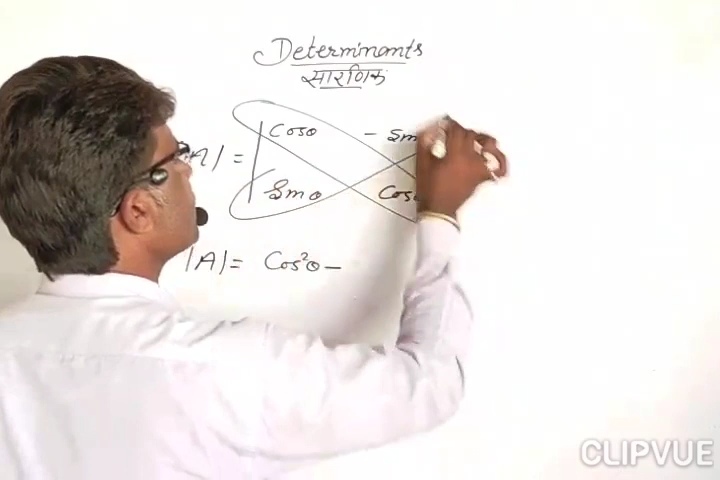 Determinants
सारणिक
|A| = | Cosθ - Sin
Sinθ Cos
|A| = Cos²θ -
CLIPVUE